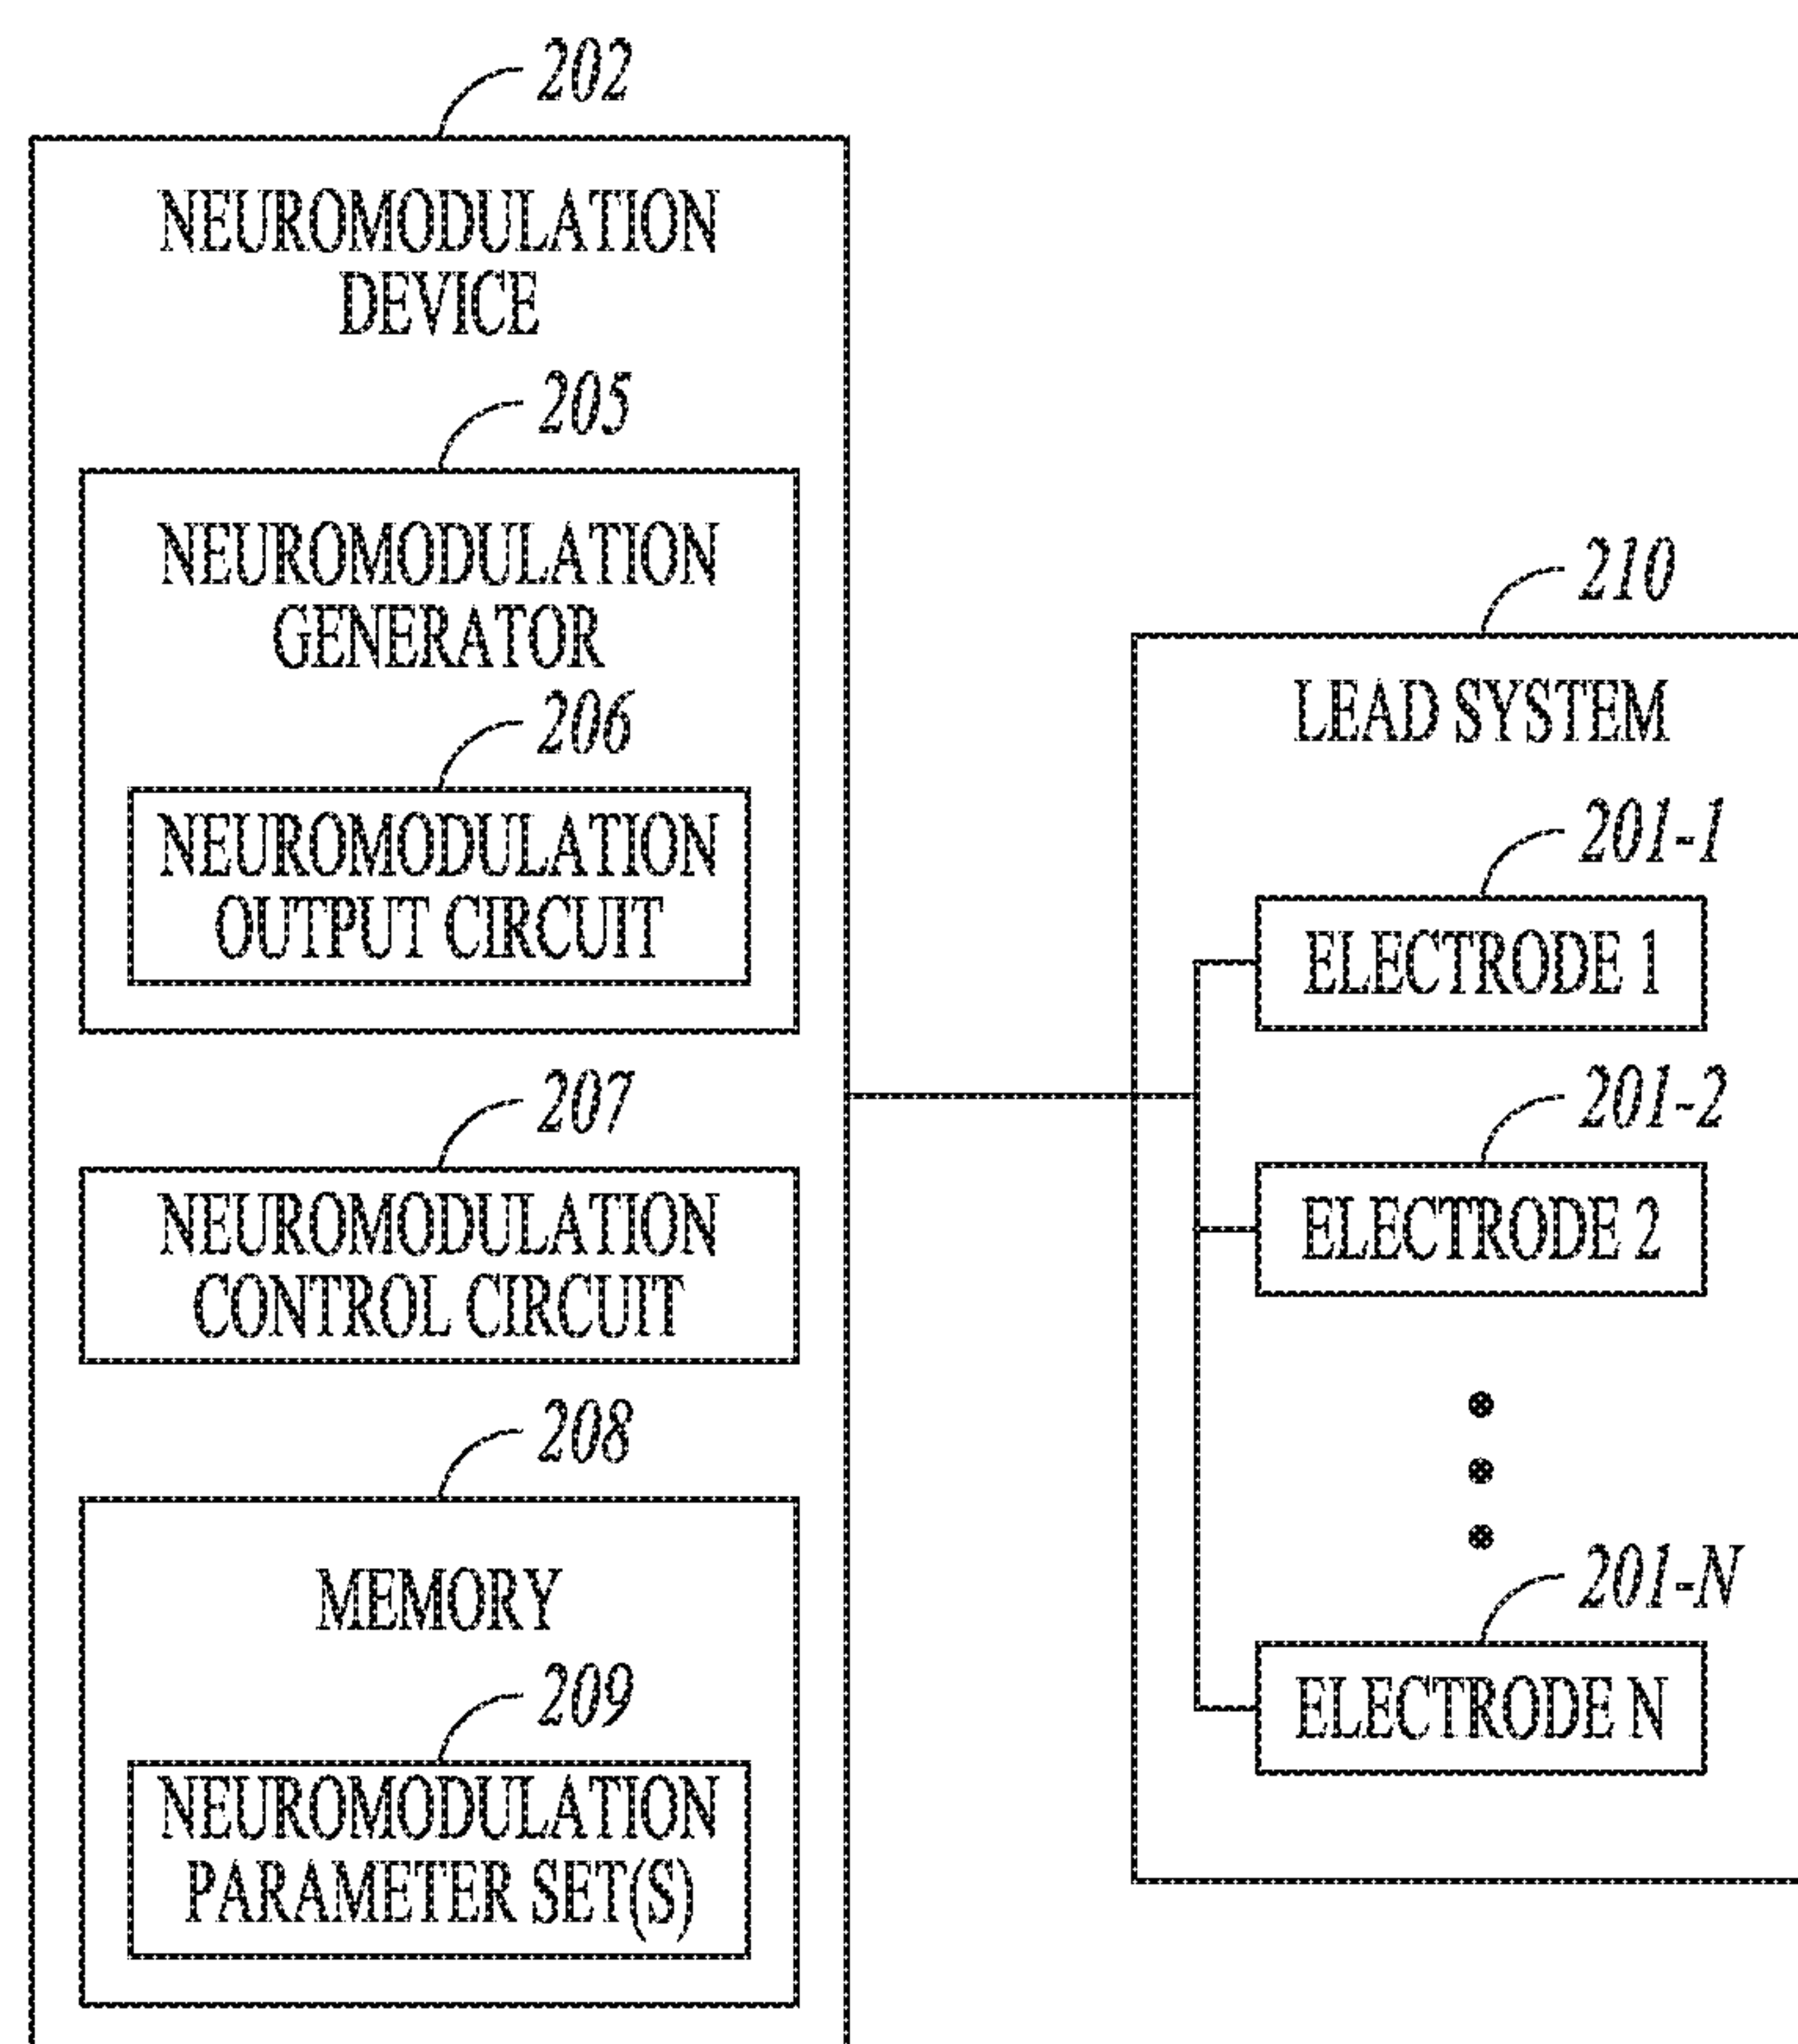 202
NEUROMODULATION
DEVICE
205
NEUROMODULATION
GENERATOR
206
NEUROMODULATION
OUTPUT CIRCUIT
207
NEUROMODULATION
CONTROL CIRCUIT
208
MEMORY
209
NEUROMODULATION
PARAMETER SET(S)
210
LEAD SYSTEM
201-1
ELECTRODE 1
201-2
ELECTRODE 2
201-N
ELECTRODE N